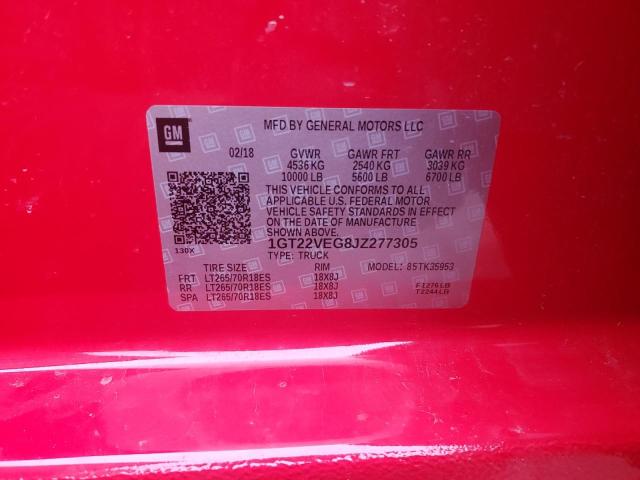 GM
MFD BY GENERAL MOTORS LLC
02/18 GVWR GAWR FRT GAWR RR
4536 KG 2540 KG 3039 KG
10000 LB 5600 LB 6700 LB
THIS VEHICLE CONFORMS TO ALL
APPLICABLE U.S. FEDERAL MOTOR
VEHICLE SAFETY STANDARDS IN EFFECT
ON THE DATE OF MANUFACTURE
SHOWN ABOVE.
130X
1GT22VEG8JZ277305
TYPE: TRUCK
TIRE SIZE RIM MODEL: 85TK35953
FRT LT265/70R18ES 18X8J
RR LT265/70R18ES 18X8J F1276LB
SPA LT265/70R18ES 18X8J T2244LB